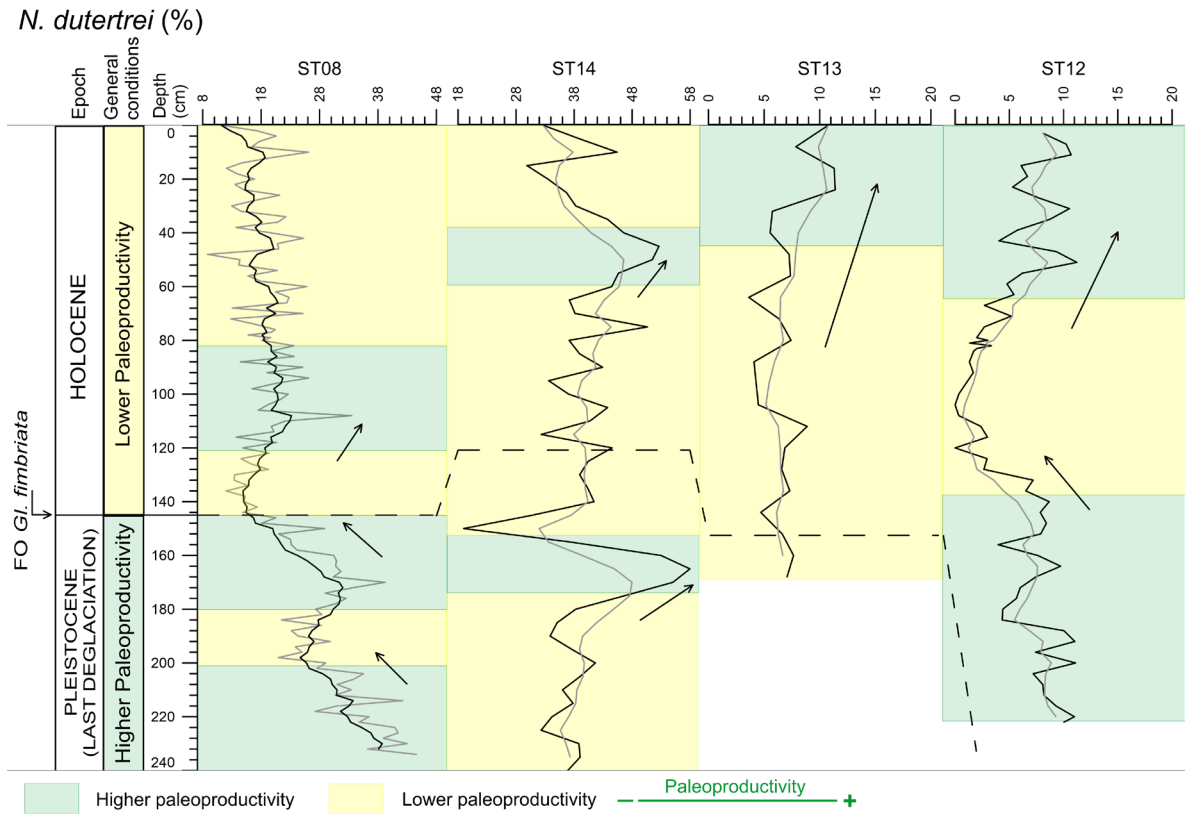 N. dutertrei (%)
Epoch
General
conditions
Depth
(cm)
ST08
ST14
ST13
ST12
8 18 28 38 48
18 28 38 48 58
0 5 10 15 20
0 5 10 15 20
0
20
40
60
80
100
120
140
160
180
200
220
240
HOLOCENE
Lower Paleoproductivity
FO Gl. fimbriata
PLEISTOCENE
(LAST DEGLACIATION)
Higher Paleoproductivity
Higher paleoproductivity
Lower paleoproductivity
Paleoproductivity
− +